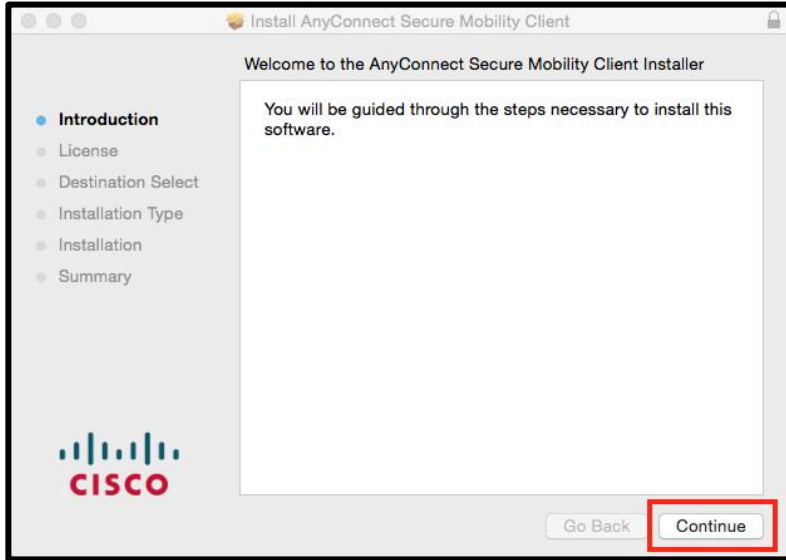 Install AnyConnect Secure Mobility Client
Welcome to the AnyConnect Secure Mobility Client Installer
Introduction
License
Destination Select
Installation Type
Installation
Summary
You will be guided through the steps necessary to install this
software.
CISCO
Go Back
Continue